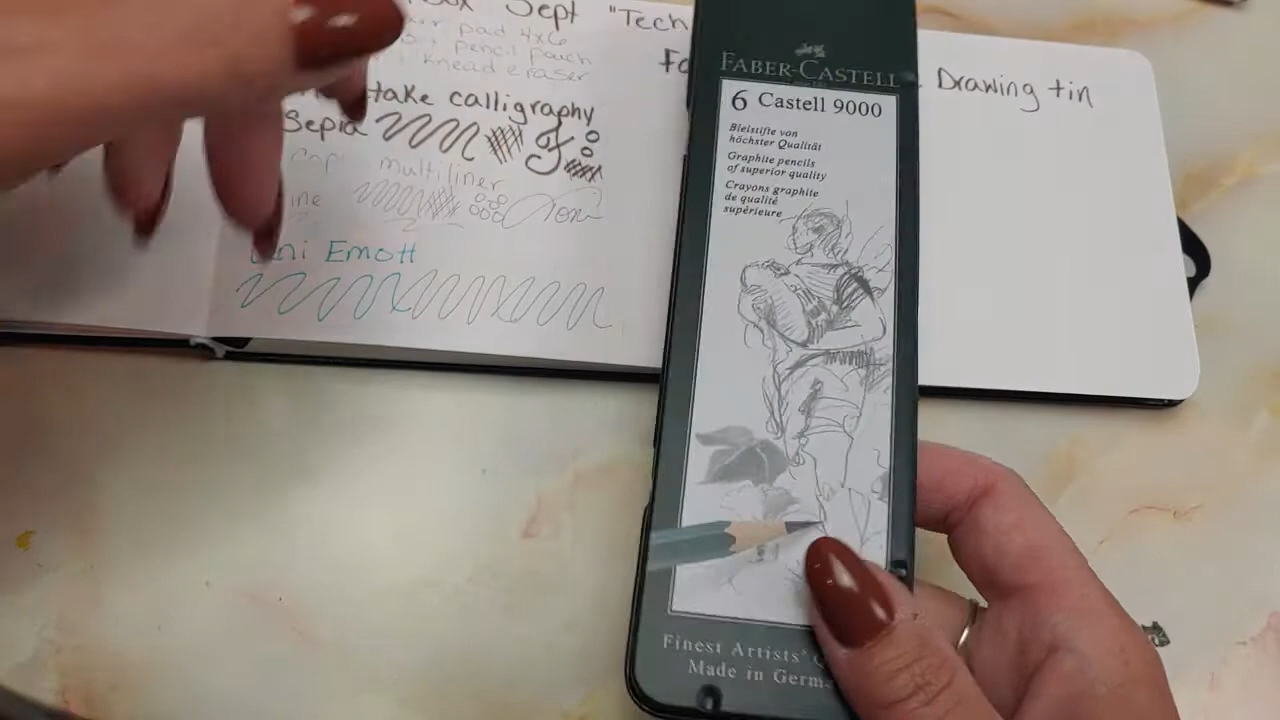 Sept "Tech
pad 4x6
pencil pouch
knead eraser
take calligraphy
Sepia
multiliner
Emott
Drawing tin
FABER-CASTELL
6 Castell 9000
Bleistifte von
höchster Qualität
Graphite pencils
of superior quality
Crayons graphite
de qualité
supérieure
Finest Artists'
Made in Germ